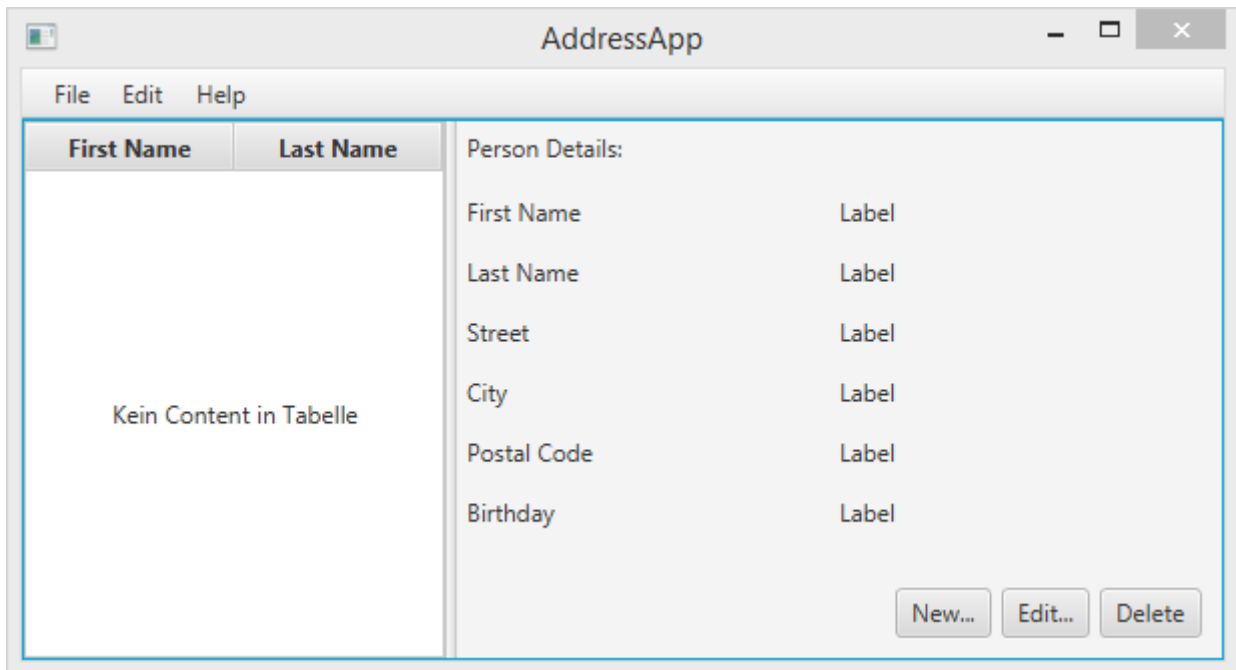 AddressApp
File Edit Help
First Name Last Name
Kein Content in Tabelle
Person Details:
First Name Label
Last Name Label
Street Label
City Label
Postal Code Label
Birthday Label
New... Edit... Delete